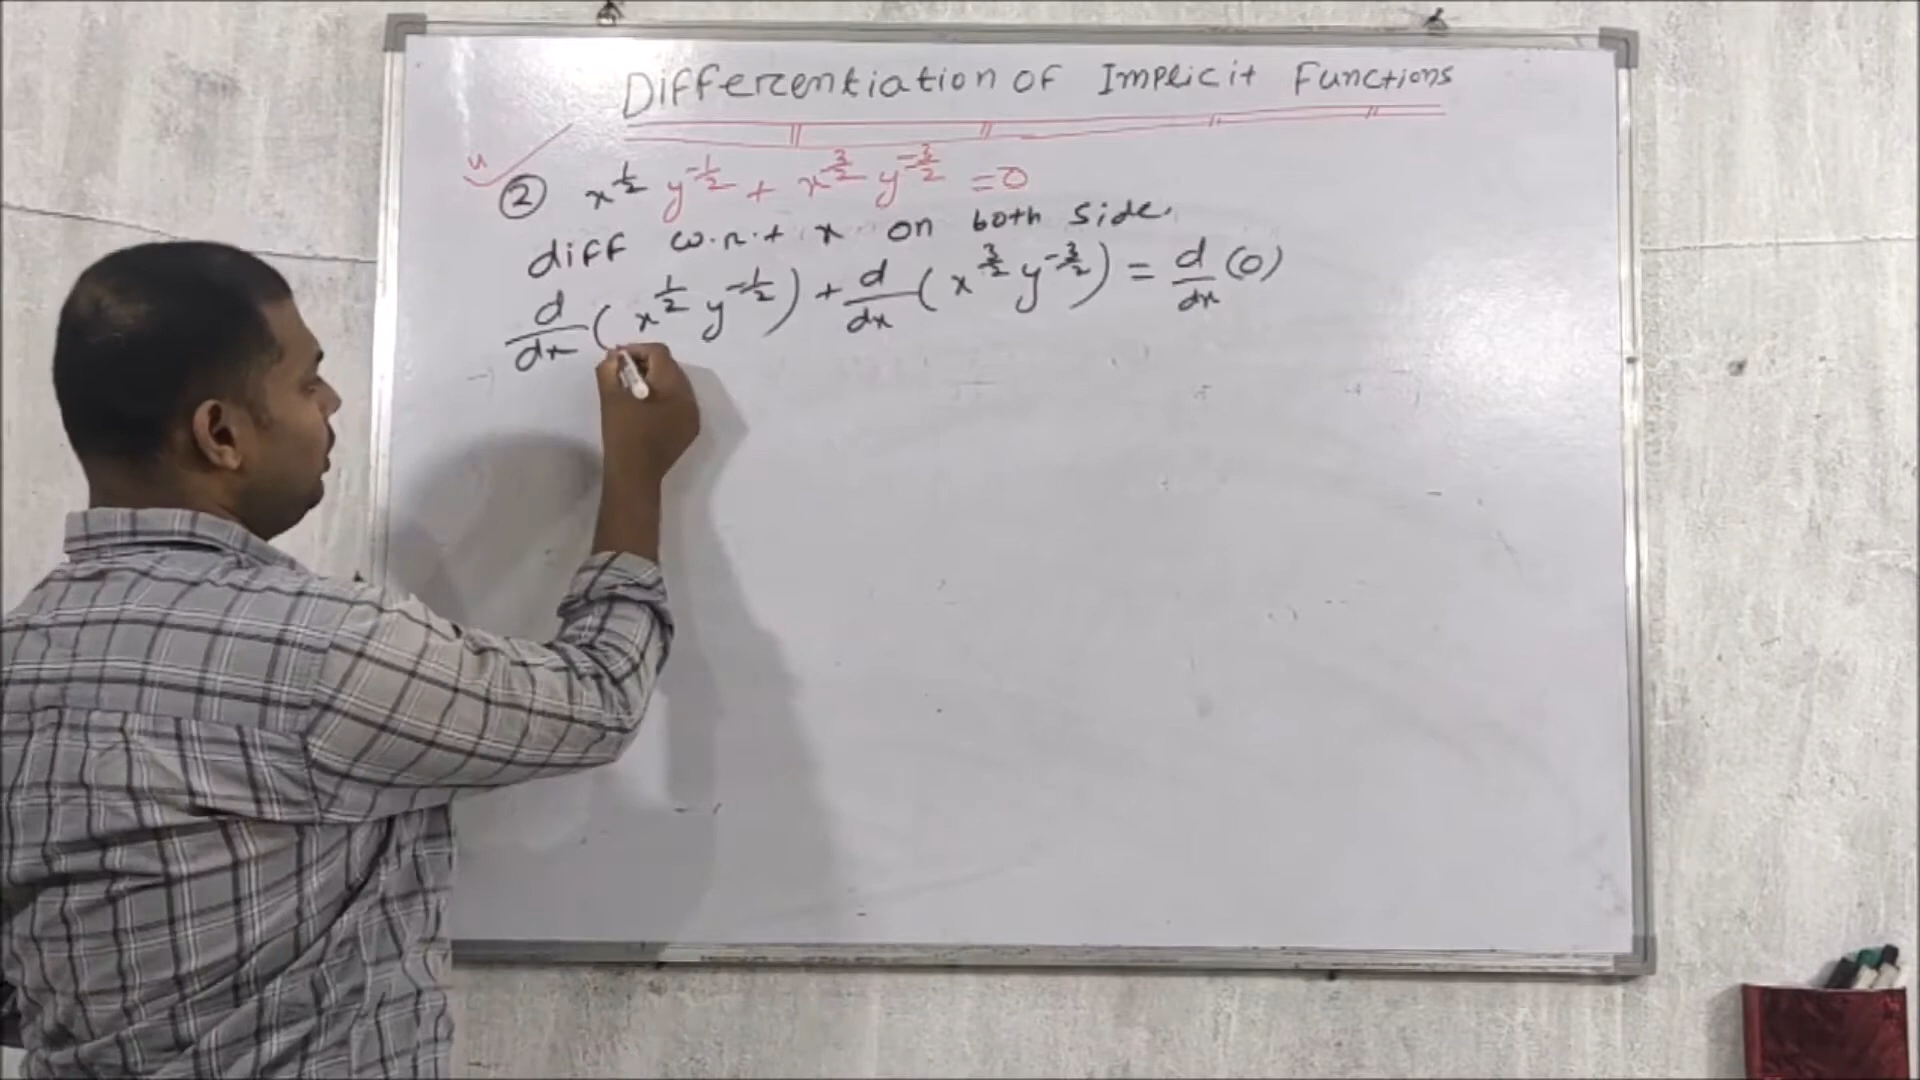 Differentiation of Implicit Functions
② x^{1/2} y^{-1/2} + x^{3/2} y^{-3/2} = 0
diff w.r.t x on both side.
d/dx (x^{1/2} y^{-1/2}) + d/dx (x^{3/2} y^{-3/2}) = d/dx (0)